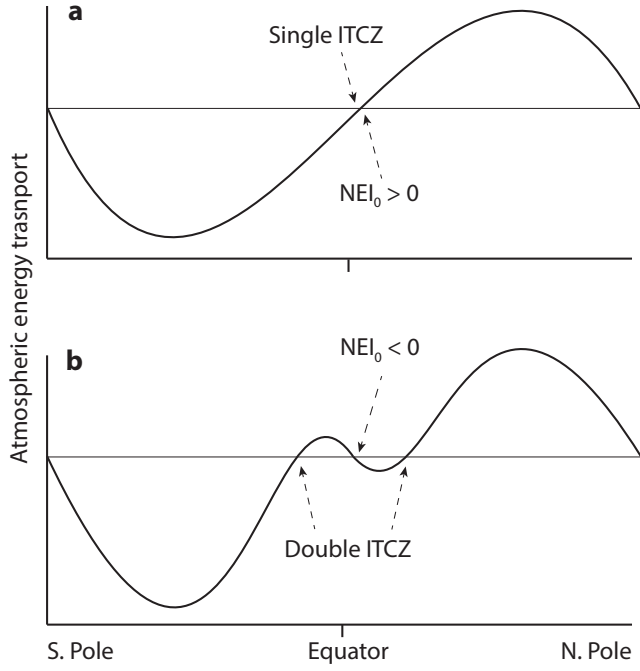 a
Single ITCZ
NEI₀ > 0
Atmospheric energy trasnport
b
NEI₀ < 0
Double ITCZ
S. Pole
Equator
N. Pole